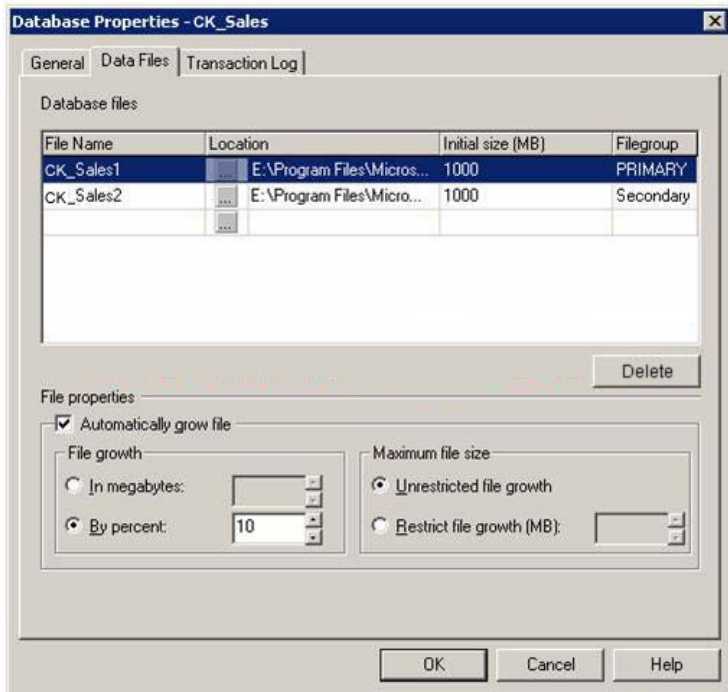 Database Properties - CK_Sales
General Data Files Transaction Log
Database files
File Name Location Initial size (MB) Filegroup
CK_Sales1 ... E:\Program Files\Micros... 1000 PRIMARY
CK_Sales2 ... E:\Program Files\Micro... 1000 Secondary
...
Delete
File properties
Automatically grow file
File growth Maximum file size
In megabytes: Unrestricted file growth
By percent: 10 Restrict file growth (MB):
OK Cancel Help